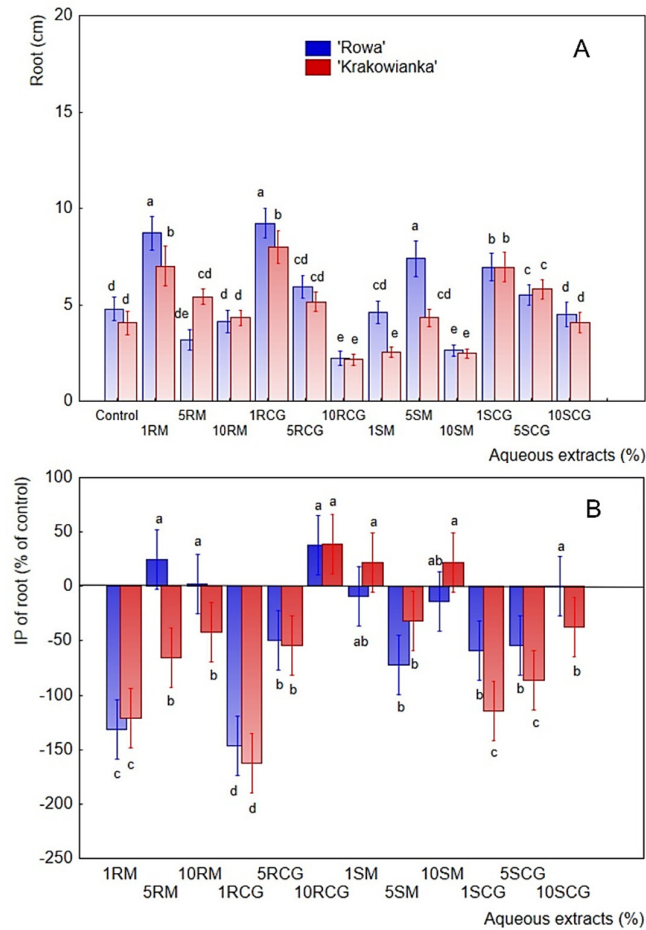 20
15
10
5
0
Root (cm)
'Rowa'
'Krakowianka'
A
d d a b de cd d d a b cd cd e e d e a cd e e b b c c d d
Control 5RM 1RCG 10RCG 5SM 1SCG 10SCG
1RM 10RM 5RCG 1SM 10SM 5SCG
Aqueous extracts (%)
100
50
0
-50
-100
-150
-200
-250
IP of root (% of control)
B
c c a b a b d d b b a a ab a b b ab a b c b c a b
1RM 10RM 5RCG 1SM 10SM 5SCG
5RM 1RCG 10RCG 5SM 1SCG 10SCG
Aqueous extracts (%)